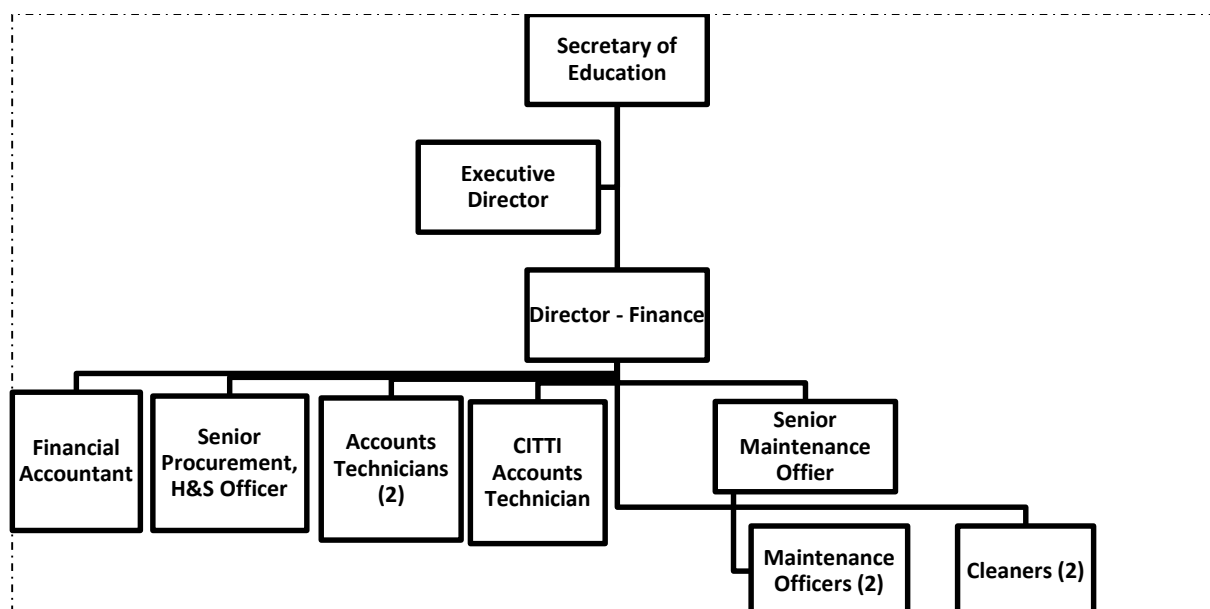 Secretary of
Education
Executive
Director
Director - Finance
Financial
Accountant
Senior
Procurement,
H&S Officer
Accounts
Technicians
(2)
CITTI
Accounts
Technician
Senior
Maintenance
Offier
Maintenance
Officers (2)
Cleaners (2)